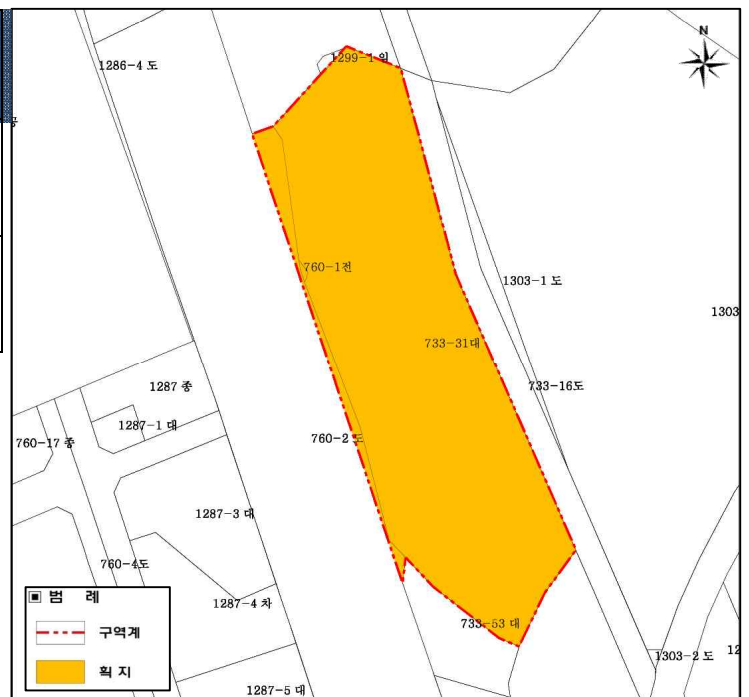 N
1286-4 도
1299-1 임
760-1전
1303-1 도
1303
733-31대
733-16도
1287 종
1287-1 대
760-17 종
760-2 도
1287-3 대
760-4도
1287-4 차
733-53 대
1303-2 도
12
1287-5 대
▣ 범 례
구역계
획 지